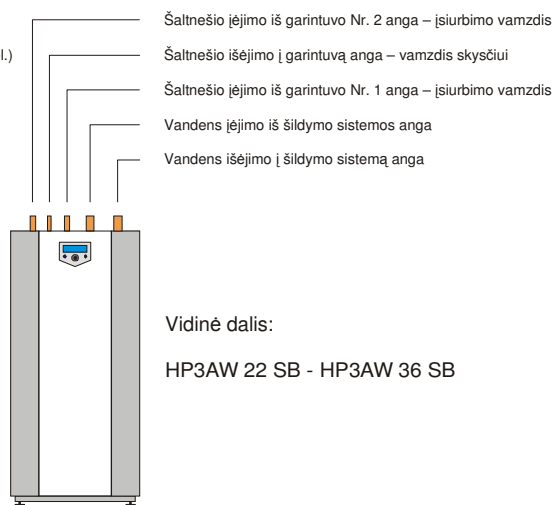 Šaltnešio įėjimo iš garintuvo Nr. 2 anga – įsiurbimo vamzdis
l.)
Šaltnešio išėjimo į garintuvą anga – vamzdis skysčiui
Šaltnešio įėjimo iš garintuvo Nr. 1 anga – įsiurbimo vamzdis
Vandens įėjimo iš šildymo sistemos anga
Vandens išėjimo į šildymo sistemą anga
Vidinė dalis:
HP3AW 22 SB - HP3AW 36 SB